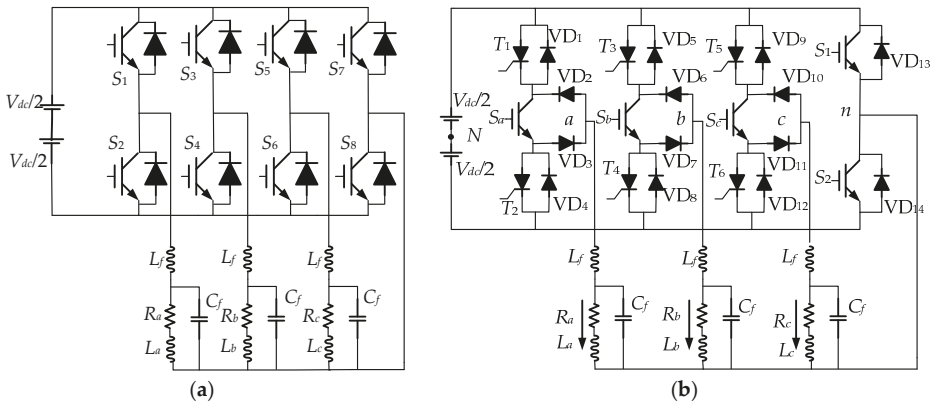 S1
S3
S5
S7
Vdc/2
Vdc/2
S2
S4
S6
S8
Lf
Lf
Lf
Ra
Cf
Rb
Cf
Rc
Cf
La
Lb
Lc
(a)
T1
VD1
T3
VD5
T5
VD9
S1
VD13
VD2
VD6
VD10
Vdc/2
N
Vdc/2
Sa
a
Sb
b
Sc
c
n
VD3
VD7
VD11
T2
VD4
T4
VD8
T6
VD12
S2
VD14
Lf
Lf
Lf
Ra
Cf
Rb
Cf
Rc
Cf
La
Lb
Lc
(b)